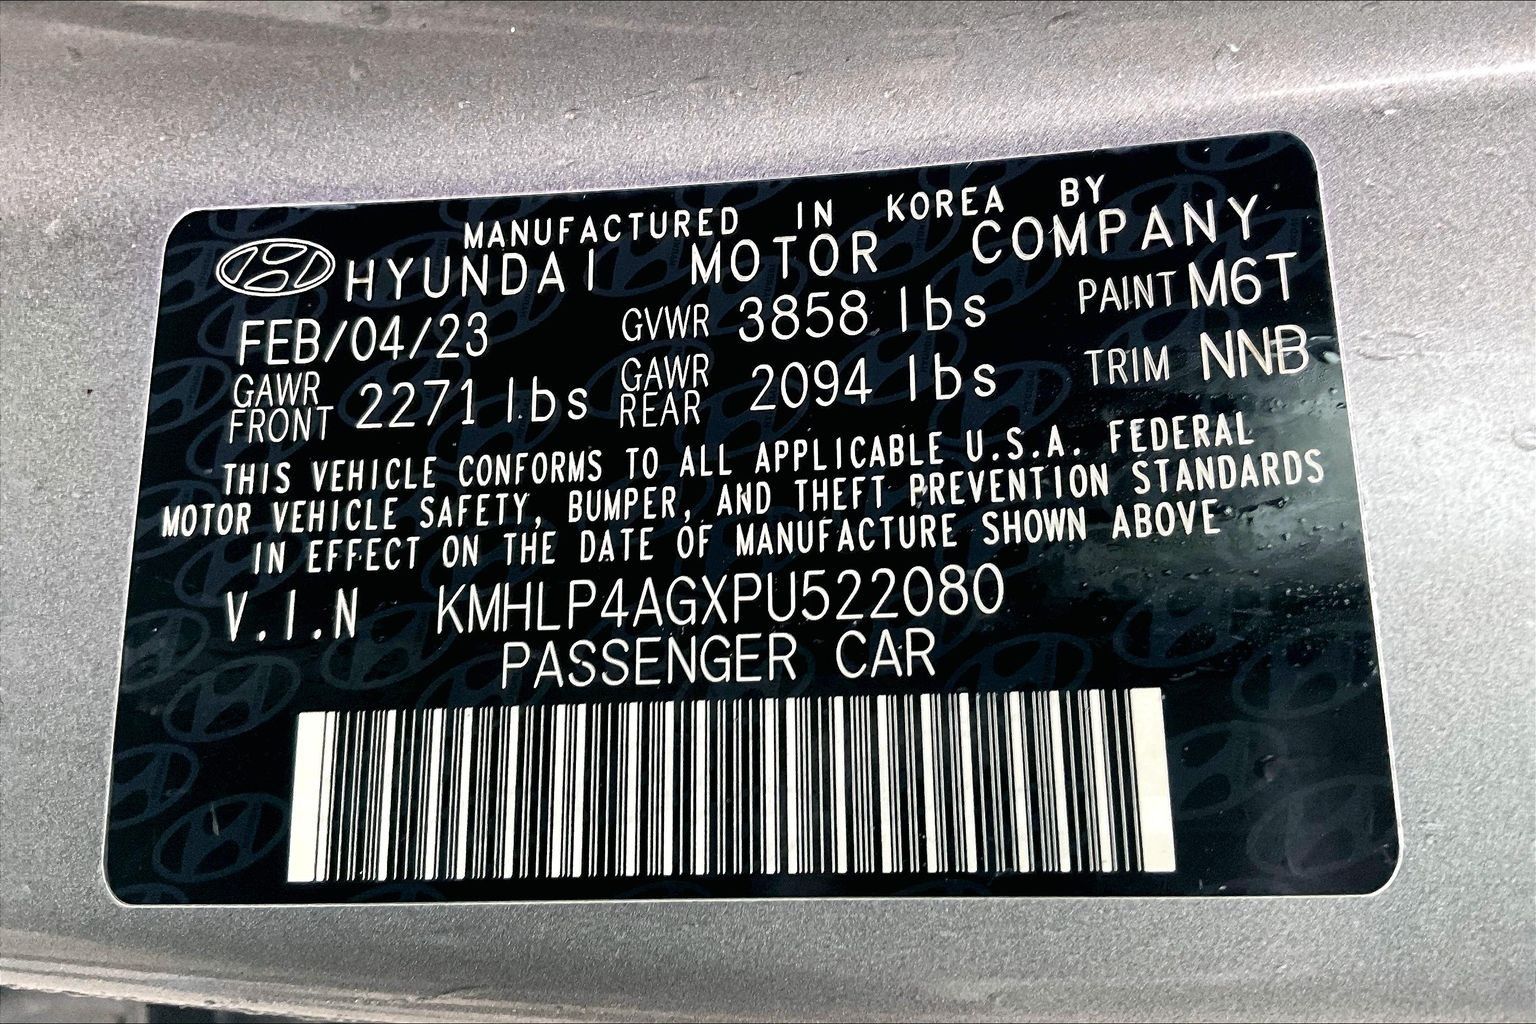 MANUFACTURED IN KOREA BY
HYUNDAI MOTOR COMPANY
FEB/04/23 GVWR 3858 lbs PAINT M6T
GAWR FRONT 2271 lbs GAWR REAR 2094 lbs TRIM NNB
THIS VEHICLE CONFORMS TO ALL APPLICABLE U.S.A. FEDERAL
MOTOR VEHICLE SAFETY, BUMPER, AND THEFT PREVENTION STANDARDS
IN EFFECT ON THE DATE OF MANUFACTURE SHOWN ABOVE
V.I.N KMHLP4AGXPU522080
PASSENGER CAR